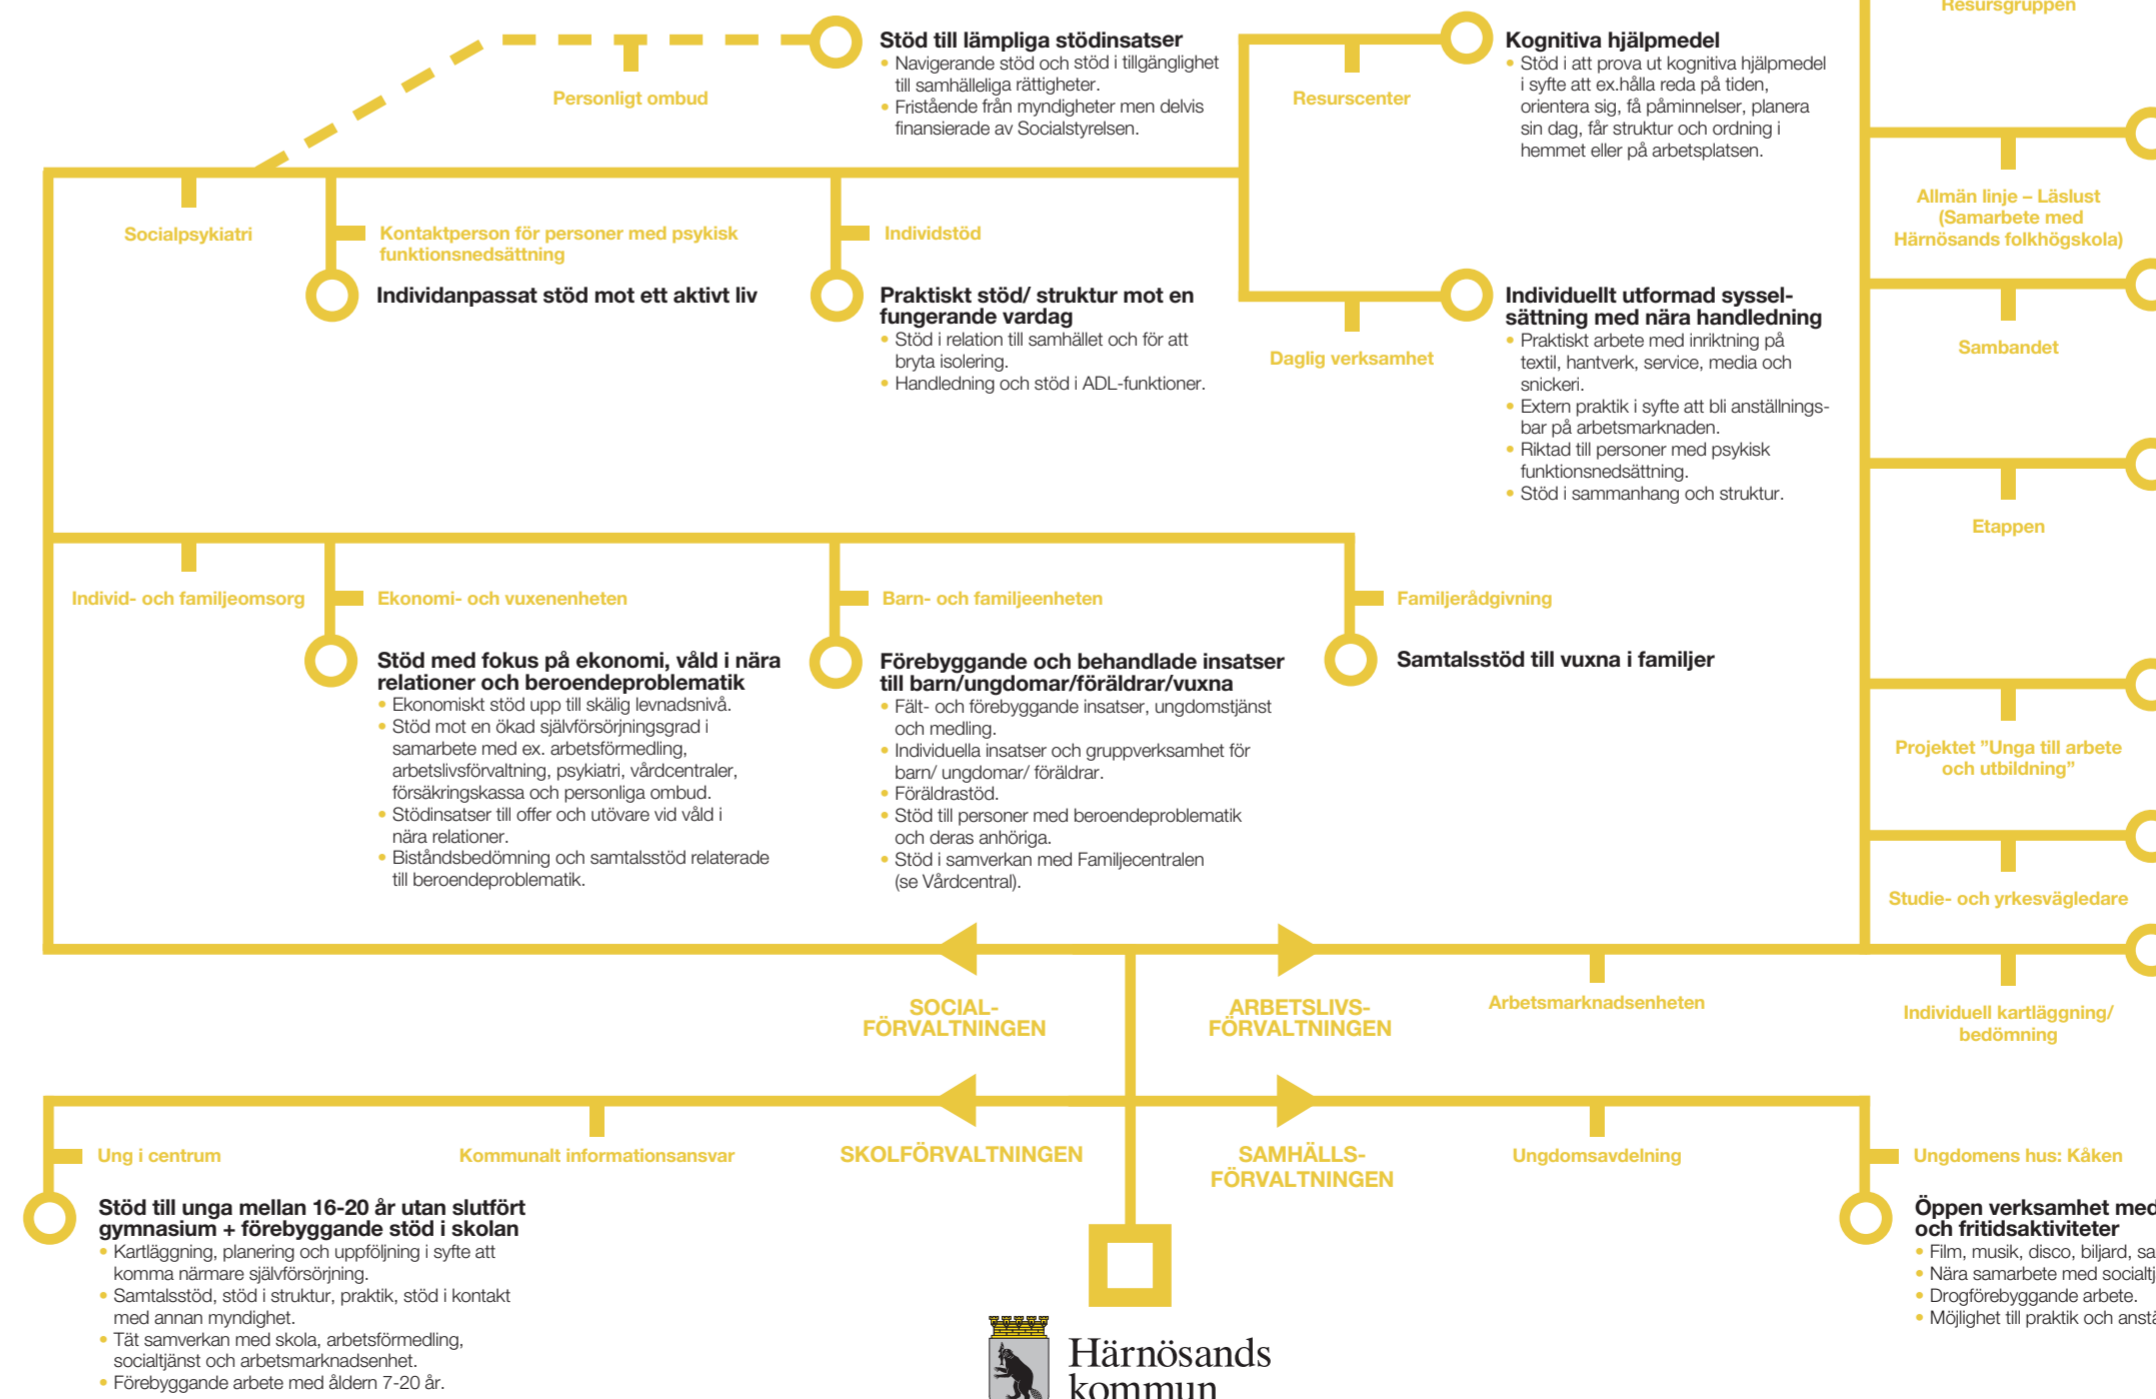 Resursgruppen
Personligt ombud
Stöd till lämpliga stödinsatser
• Navigerande stöd och stöd i tillgänglighet
till samhälleliga rättigheter.
• Fristående från myndigheter men delvis
finansierade av Socialstyrelsen.
Resurscenter
Kognitiva hjälpmedel
• Stöd i att prova ut kognitiva hjälpmedel
i syfte att ex.hålla reda på tiden,
orientera sig, få påminnelser, planera
sin dag, får struktur och ordning i
hemmet eller på arbetsplatsen.
Allmän linje – Läslust
(Samarbete med
Härnösands folkhögskola)
Socialpsykiatri
Kontaktperson för personer med psykisk
funktionsnedsättning
Individanpassat stöd mot ett aktivt liv
Individstöd
Praktiskt stöd/ struktur mot en
fungerande vardag
• Stöd i relation till samhället och för att
bryta isolering.
• Handledning och stöd i ADL-funktioner.
Daglig verksamhet
Individuellt utformad syssel-
sättning med nära handledning
• Praktiskt arbete med inriktning på
textil, hantverk, service, media och
snickeri.
• Extern praktik i syfte att bli anställnings-
bar på arbetsmarknaden.
• Riktad till personer med psykisk
funktionsnedsättning.
• Stöd i sammanhang och struktur.
Sambandet
Etappen
Individ- och familjeomsorg
Ekonomi- och vuxenenheten
Stöd med fokus på ekonomi, våld i nära
relationer och beroendeproblematik
• Ekonomiskt stöd upp till skälig levnadsnivå.
• Stöd mot en ökad självförsörjningsgrad i
samarbete med ex. arbetsförmedling,
arbetslivsförvaltning, psykiatri, vårdcentraler,
försäkringskassa och personliga ombud.
• Stödinsatser till offer och utövare vid våld i
nära relationer.
• Biståndsbedömning och samtalsstöd relaterade
till beroendeproblematik.
Barn- och familjeenheten
Förebyggande och behandlade insatser
till barn/ungdomar/föräldrar/vuxna
• Fält- och förebyggande insatser, ungdomstjänst
och medling.
• Individuella insatser och gruppverksamhet för
barn/ ungdomar/ föräldrar.
• Föräldrastöd.
• Stöd till personer med beroendeproblematik
och deras anhöriga.
• Stöd i samverkan med Familjecentralen
(se Vårdcentral).
Familjerådgivning
Samtalsstöd till vuxna i familjer
Projektet ”Unga till arbete
och utbildning”
Studie- och yrkesvägledare
SOCIAL-
FÖRVALTNINGEN
ARBETSLIVS-
FÖRVALTNINGEN
Arbetsmarknadsenheten
Individuell kartläggning/
bedömning
Ung i centrum
Kommunalt informationsansvar
SKOLFÖRVALTNINGEN
SAMHÄLLS-
FÖRVALTNINGEN
Ungdomsavdelning
Ungdomens hus: Kåken
Stöd till unga mellan 16-20 år utan slutfört
gymnasium + förebyggande stöd i skolan
• Kartläggning, planering och uppföljning i syfte att
komma närmare självförsörjning.
• Samtalsstöd, stöd i struktur, praktik, stöd i kontakt
med annan myndighet.
• Tät samverkan med skola, arbetsförmedling,
socialtjänst och arbetsmarknadsenhet.
• Förebyggande arbete med åldern 7-20 år.
Öppen verksamhet med
och fritidsaktiviteter
• Film, musik, disco, biljard,
• Nära samarbete med
• Drogförebyggande arbete.
• Möjlighet till praktik och
Härnösands
kommun